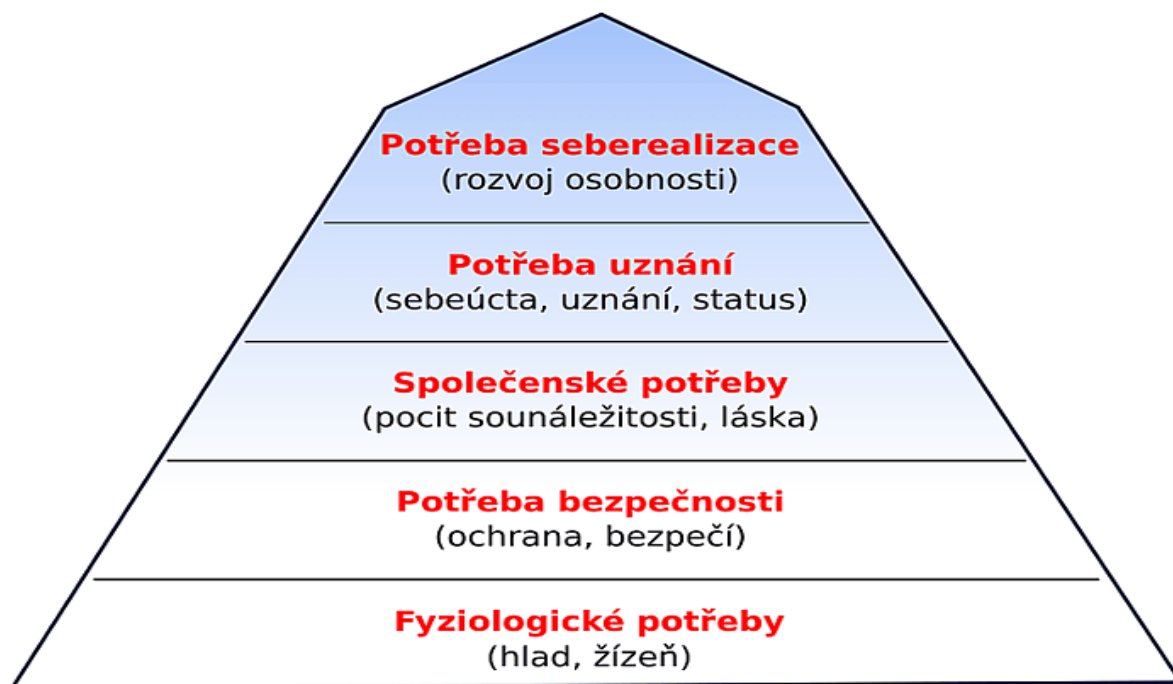 Potřeba seberealizace
(rozvoj osobnosti)
Potřeba uznání
(sebeúcta, uznání, status)
Společenské potřeby
(pocit sounáležitosti, láska)
Potřeba bezpečnosti
(ochrana, bezpečí)
Fyziologické potřeby
(hlad, žízeň)